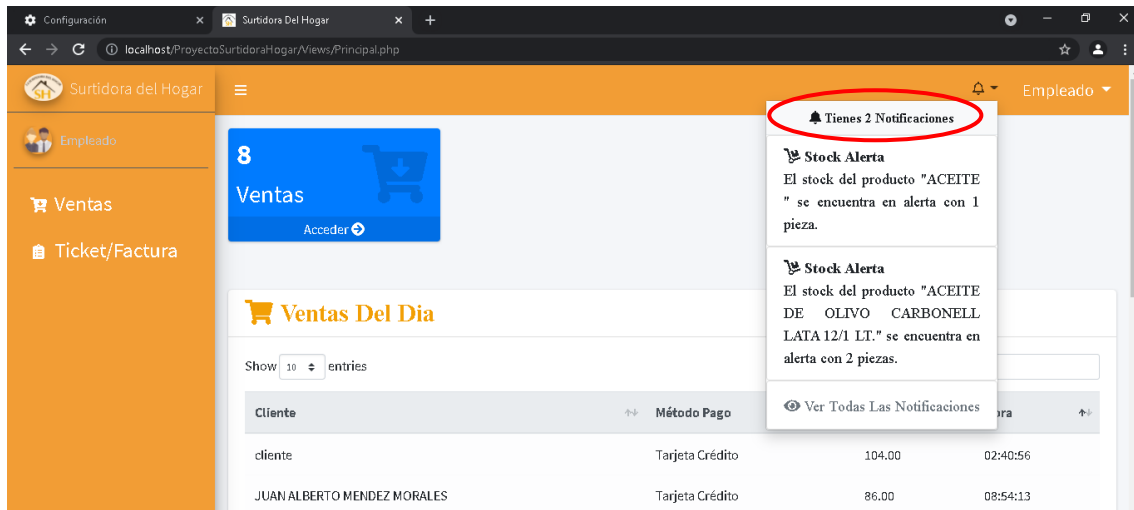 Configuración
Surtidora Del Hogar
localhost/ProyectoSurtidoraHogar/Views/Principal.php
SH
Surtidora del Hogar
Empleado
Empleado
Ventas
Ticket/Factura
8
Ventas
Acceder
Tienes 2 Notificaciones
Stock Alerta
El stock del producto "ACEITE
" se encuentra en alerta con 1
pieza.
Stock Alerta
El stock del producto "ACEITE
DE OLIVO CARBONELL
LATA 12/1 LT." se encuentra en
alerta con 2 piezas.
Ver Todas Las Notificaciones
Ventas Del Dia
Show 10 entries
Cliente Método Pago ora
cliente Tarjeta Crédito 104.00 02:40:56
JUAN ALBERTO MENDEZ MORALES Tarjeta Crédito 86.00 08:54:13